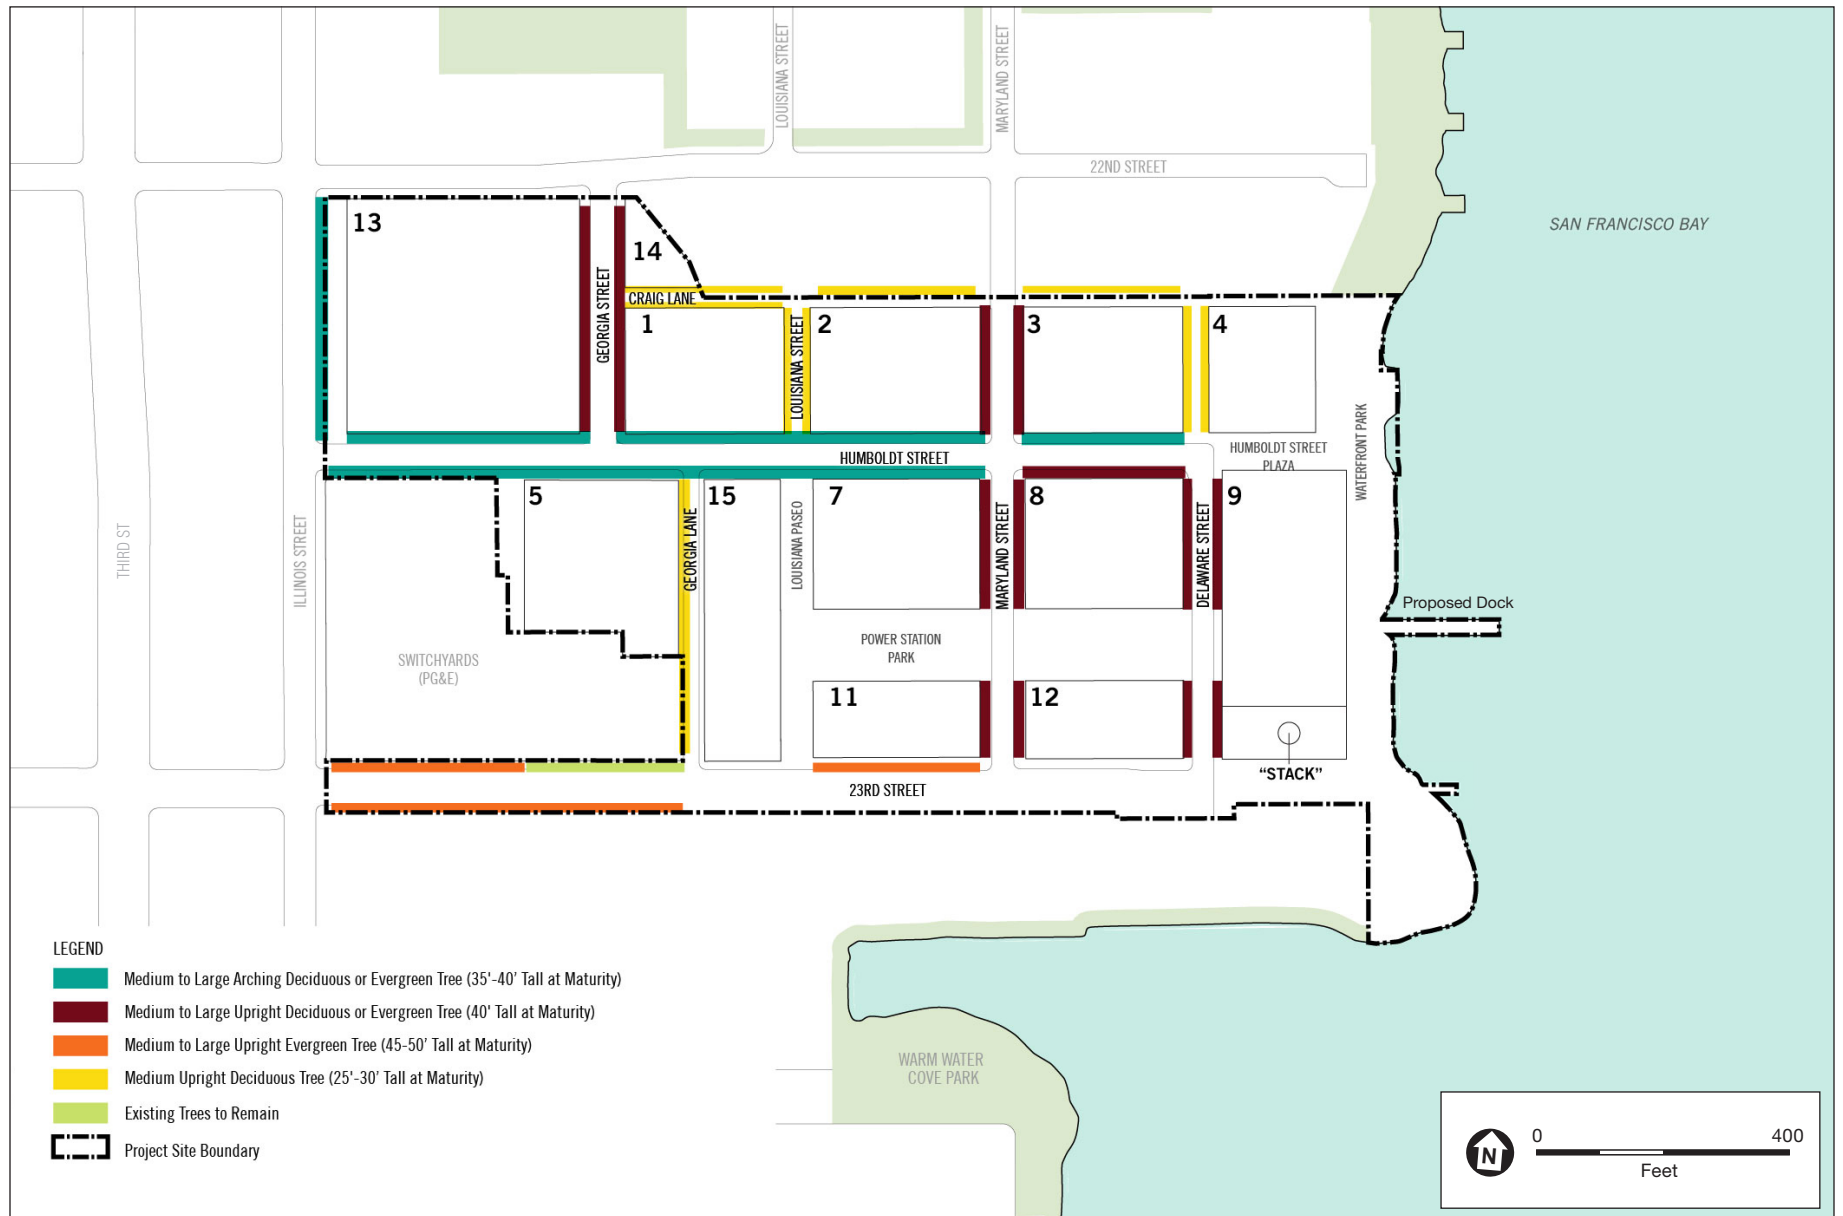 LOUISIANA STREET
MARYLAND STREET
22ND STREET
SAN FRANCISCO BAY
13
14
GEORGIA STREET
CRAIG LANE
1
LOUISIANA STREET
2
3
4
WATERFRONT PARK
HUMBOLDT STREET
HUMBOLDT STREET
PLAZA
THIRD ST
ILLINOIS STREET
5
GEORGIA LANE
15
LOUISIANA PASEO
7
MARYLAND STREET
8
DELAWARE STREET
9
Proposed Dock
SWITCHYARDS
(PG&E)
POWER STATION
PARK
11
12
“STACK”
23RD STREET
LEGEND
Medium to Large Arching Deciduous or Evergreen Tree (35'-40’ Tall at Maturity)
Medium to Large Upright Deciduous or Evergreen Tree (40' Tall at Maturity)
Medium to Large Upright Evergreen Tree (45-50’ Tall at Maturity)
Medium Upright Deciduous Tree (25'-30’ Tall at Maturity)
Existing Trees to Remain
Project Site Boundary
WARM WATER
COVE PARK
N
0 400
Feet